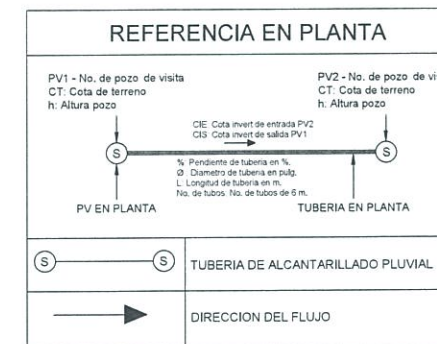 REFERENCIA EN PLANTA
PV1 - No. de pozo de visita
CT: Cota de terreno
h: Altura pozo
PV2 - No. de pozo de vi
CT: Cota de terreno
h: Altura pozo
CIE Cota invert de entrada PV2
CIS Cota invert de salida PV1
S
S
% Pendiente de tuberia en %.
Ø Diametro de tuberia en pulg.
L Longitud de tuberia en m.
No. de tubos: No. de tubos de 6 m.
PV EN PLANTA
TUBERIA EN PLANTA
S
S
TUBERIA DE ALCANTARILLADO PLUVIAL
DIRECCION DEL FLUJO